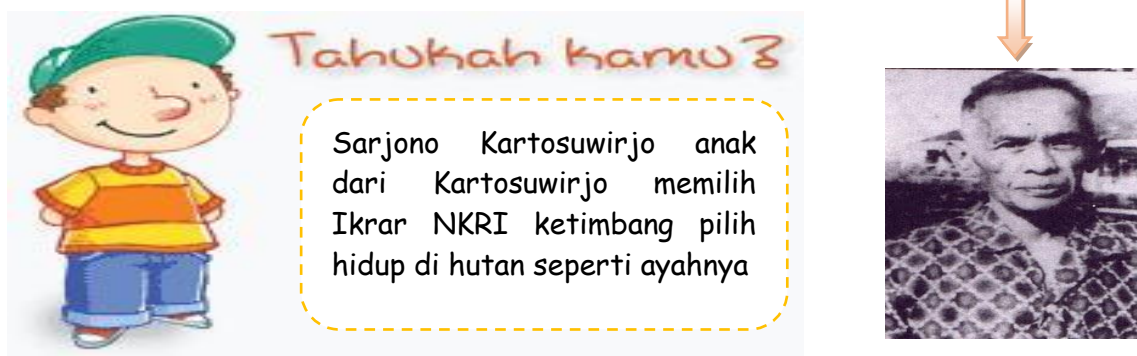 Tahukah kamu?
Sarjono Kartosuwirjo anak
dari Kartosuwirjo memilih
Ikrar NKRI ketimbang pilih
hidup di hutan seperti ayahnya